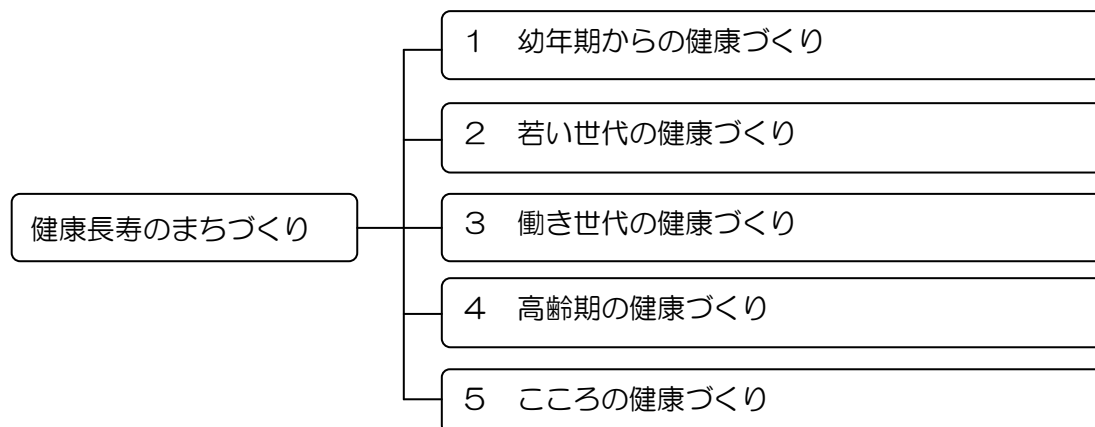 健康長寿のまちづくり
１　幼年期からの健康づくり
２　若い世代の健康づくり
３　働き世代の健康づくり
４　高齢期の健康づくり
５　こころの健康づくり